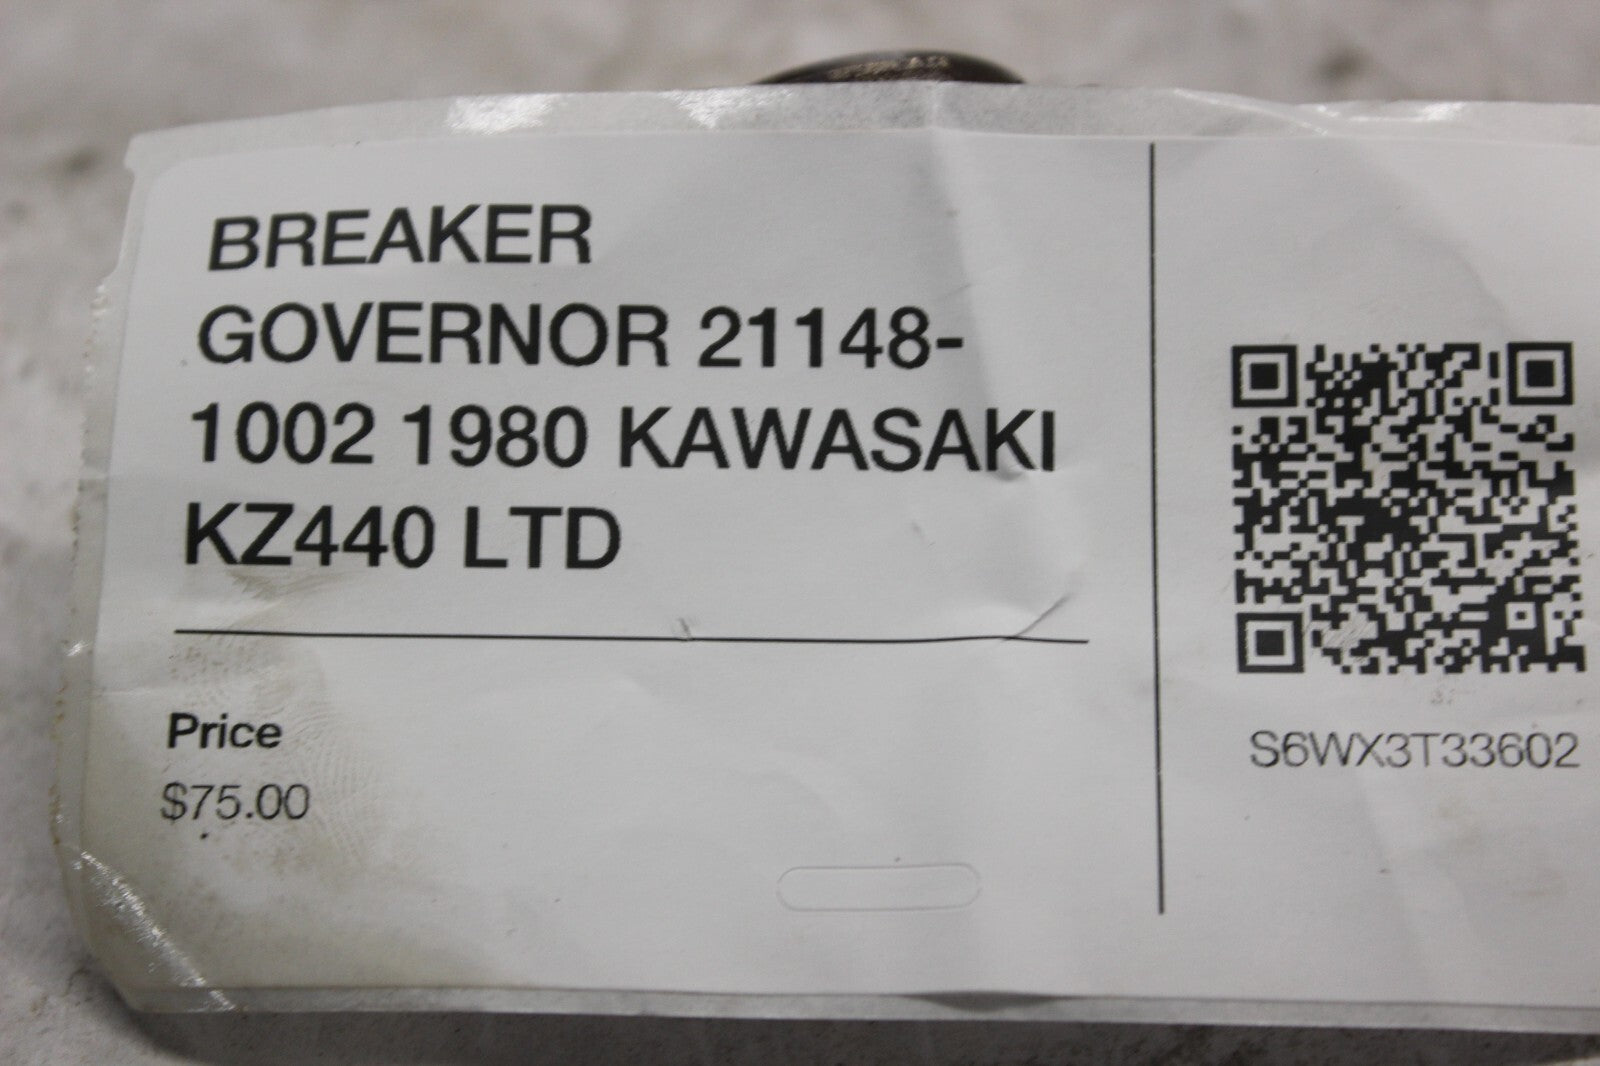 BREAKER
GOVERNOR 21148-
1002 1980 KAWASAKI
KZ440 LTD
Price
$75.00
S6WX3T33602